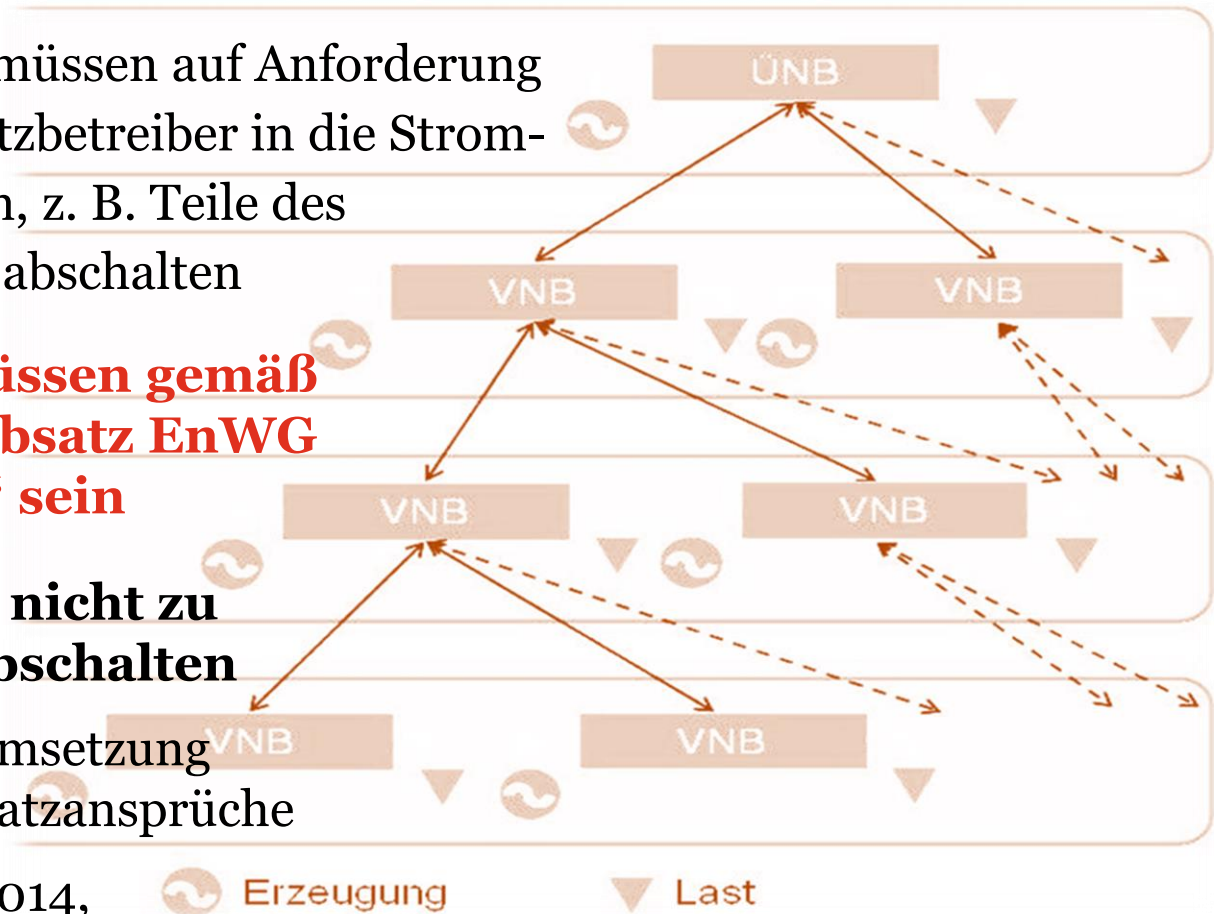 müssen auf Anforderung
ÜNB
tzbetreiber in die Strom-
n, z. B. Teile des
abschalten
VNB
VNB
üssen gemäß
bsatz EnWG
“ sein
VNB
VNB
nicht zu
bschalten
VNB
VNB
msetzung
atzansprüche
014,
Erzeugung
Last